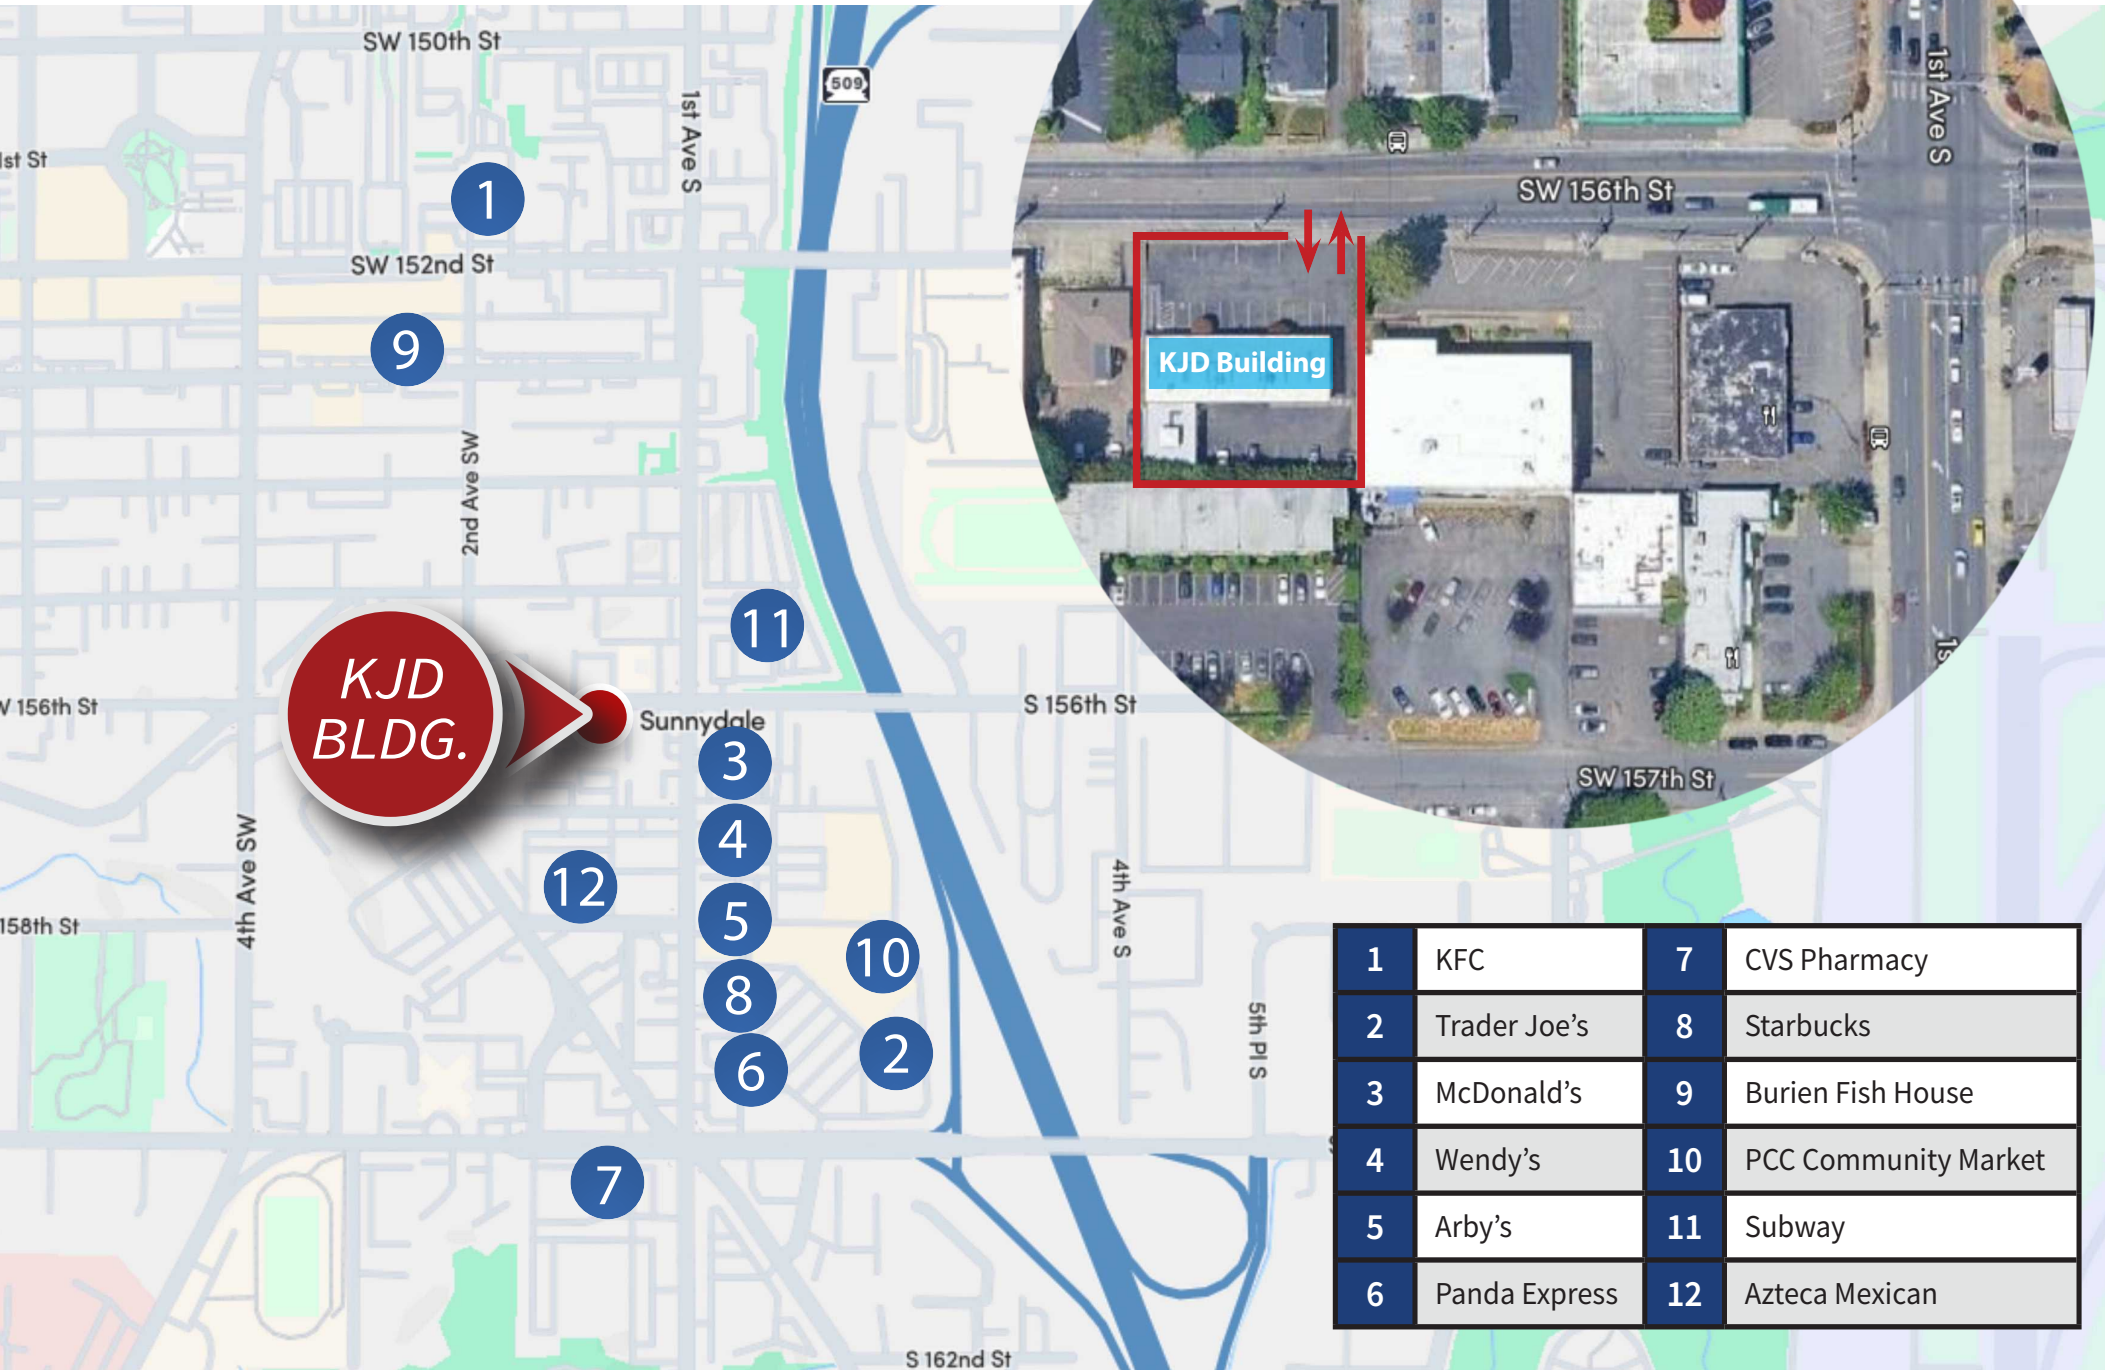 SW 150th St
509
1st Ave S
1st Ave S
SW 156th St
1st St
1
SW 152nd St
9
KJD Building
2nd Ave SW
11
KJD
BLDG.
W 156th St
Sunnydale
S 156th St
3
SW 157th St
4
4th Ave SW
12
4th Ave S
158th St
5
10
8
5th Pl S
2
6
7
S 162nd St
1 KFC 7 CVS Pharmacy
2 Trader Joe’s 8 Starbucks
3 McDonald’s 9 Burien Fish House
4 Wendy’s 10 PCC Community Market
5 Arby’s 11 Subway
6 Panda Express 12 Azteca Mexican